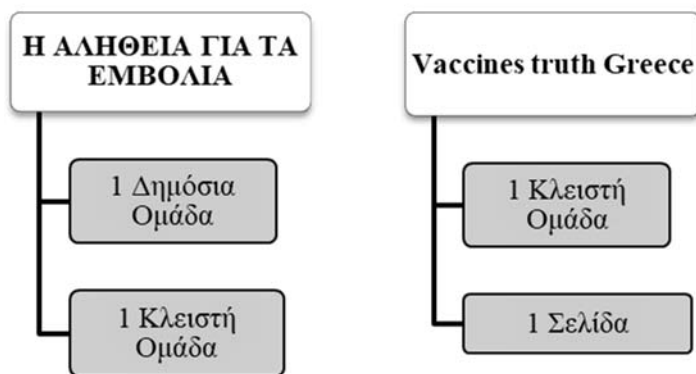 Η ΑΛΗΘΕΙΑ ΓΙΑ ΤΑ
ΕΜΒΟΛΙΑ
1 Δημόσια
Ομάδα
1 Κλειστή
Ομάδα
Vaccines truth Greece
1 Κλειστή
Ομάδα
1 Σελίδα